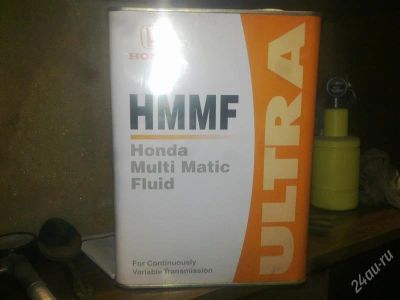 HONDA
HMMF
Honda
Multi Matic
Fluid
For Continuously
Variable Transmission
ULTRA
24au.ru